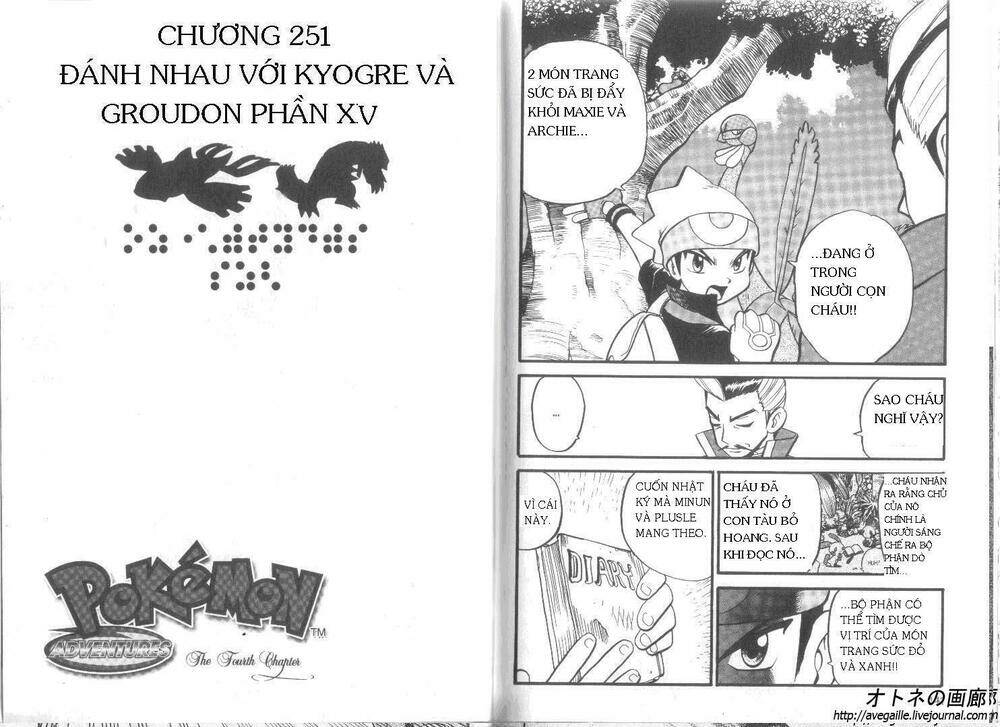 CHƯƠNG 251
ĐÁNH NHAU VỚI KYOGRE VÀ
GROUDON PHẦN XV
POKéMON
TM
ADVENTURES
The Fourth Chapter
2 MÓN TRANG
SỨC ĐÃ BỊ ĐẨY
KHỎI MAXIE VÀ
ARCHIE...
...ĐANG Ở
TRONG
NGƯỜI CỌN
CHÁU!!
SAO CHÁU
NGHĨ VẬY?
...
VÌ CÁI
NÀY.
CUỐN NHẬT
KÝ MÀ MINUN
VÀ PLUSLE
MANG THEO.
DIARY
CHÁU ĐÃ
THẤY NÓ Ở
CON TÀU BỎ
HOANG. SAU
KHI ĐỌC NÓ...
...CHÁU NHẬN
RA RẰNG CHỦ
CỦA NÓ
CHÍNH LÀ
NGƯỜI SÁNG
CHẾ RA BỘ
PHẬN DÒ
TÌM...
HUH?
...BỘ PHẬN CÓ
THỂ TÌM ĐƯỢC
VỊ TRÍ CỦA MÓN
TRANG SỨC ĐỎ
VÀ XANH!!
オトネの画廊
http://avegaille.livejournal.com